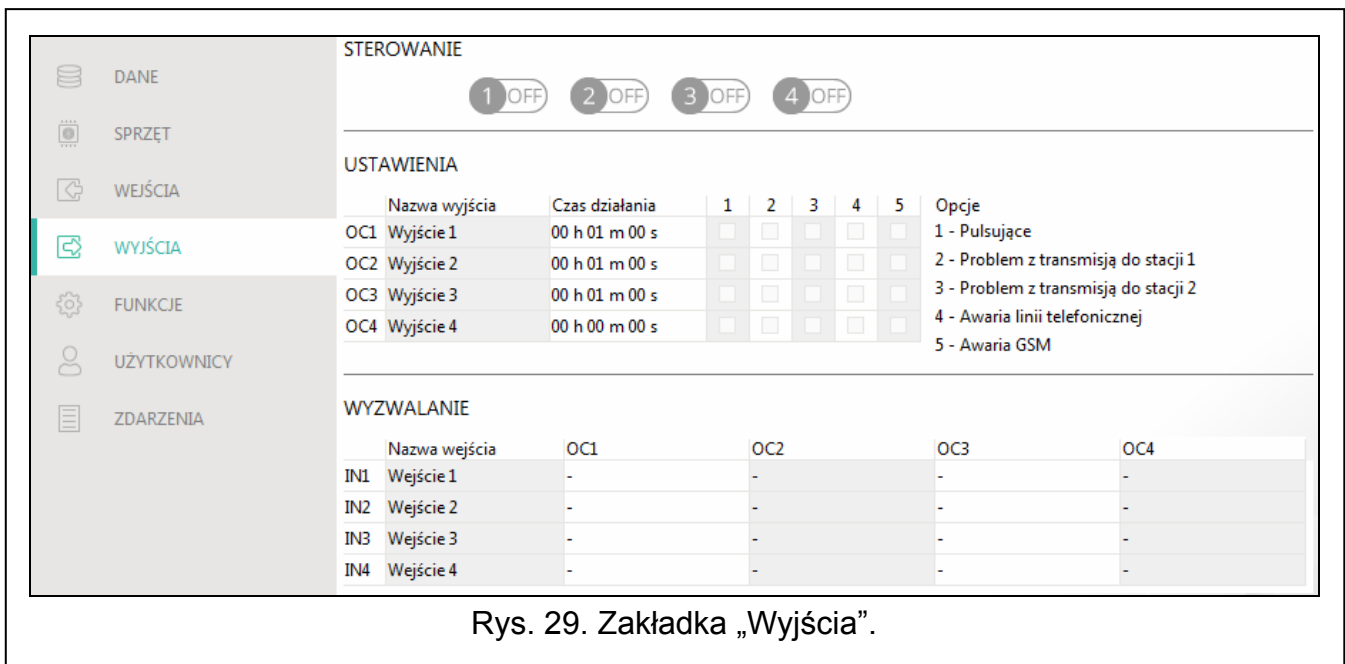 DANE
SPRZĘT
WEJŚCIA
WYJŚCIA
FUNKCJE
UŻYTKOWNICY
ZDARZENIA
STEROWANIE
1 OFF 2 OFF 3 OFF 4 OFF
USTAWIENIA
Nazwa wyjścia Czas działania 1 2 3 4 5 Opcje
OC1 Wyjście 1 00 h 01 m 00 s 1 - Pulsujące
OC2 Wyjście 2 00 h 01 m 00 s 2 - Problem z transmisją do stacji 1
OC3 Wyjście 3 00 h 01 m 00 s 3 - Problem z transmisją do stacji 2
OC4 Wyjście 4 00 h 00 m 00 s 4 - Awaria linii telefonicznej
5 - Awaria GSM
WYZWALANIE
Nazwa wejścia OC1 OC2 OC3 OC4
IN1 Wejście 1 - - - -
IN2 Wejście 2 - - - -
IN3 Wejście 3 - - - -
IN4 Wejście 4 - - - -
Rys. 29. Zakładka „Wyjścia”.